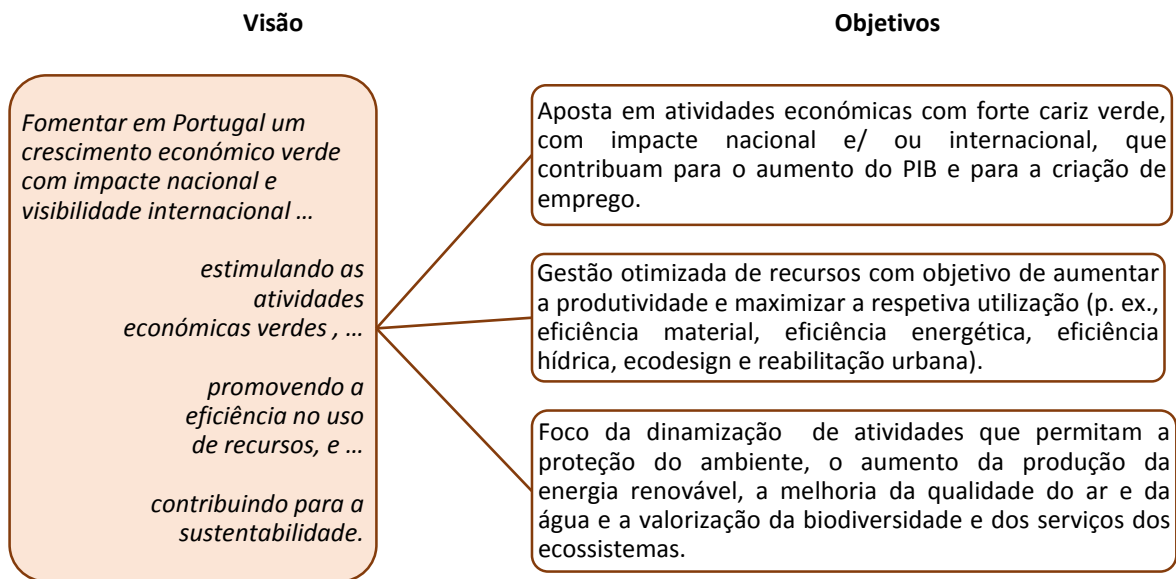 Visão
Objetivos
Fomentar em Portugal um
crescimento económico verde
com impacte nacional e
visibilidade internacional …
estimulando as
atividades
económicas verdes , …
promovendo a
eficiência no uso
de recursos, e …
contribuindo para a
sustentabilidade.
Aposta em atividades económicas com forte cariz verde,
com impacte nacional e/ ou internacional, que
contribuam para o aumento do PIB e para a criação de
emprego.
Gestão otimizada de recursos com objetivo de aumentar
a produtividade e maximizar a respetiva utilização (p. ex.,
eficiência material, eficiência energética, eficiência
hídrica, ecodesign e reabilitação urbana).
Foco da dinamização de atividades que permitam a
proteção do ambiente, o aumento da produção da
energia renovável, a melhoria da qualidade do ar e da
água e a valorização da biodiversidade e dos serviços dos
ecossistemas.